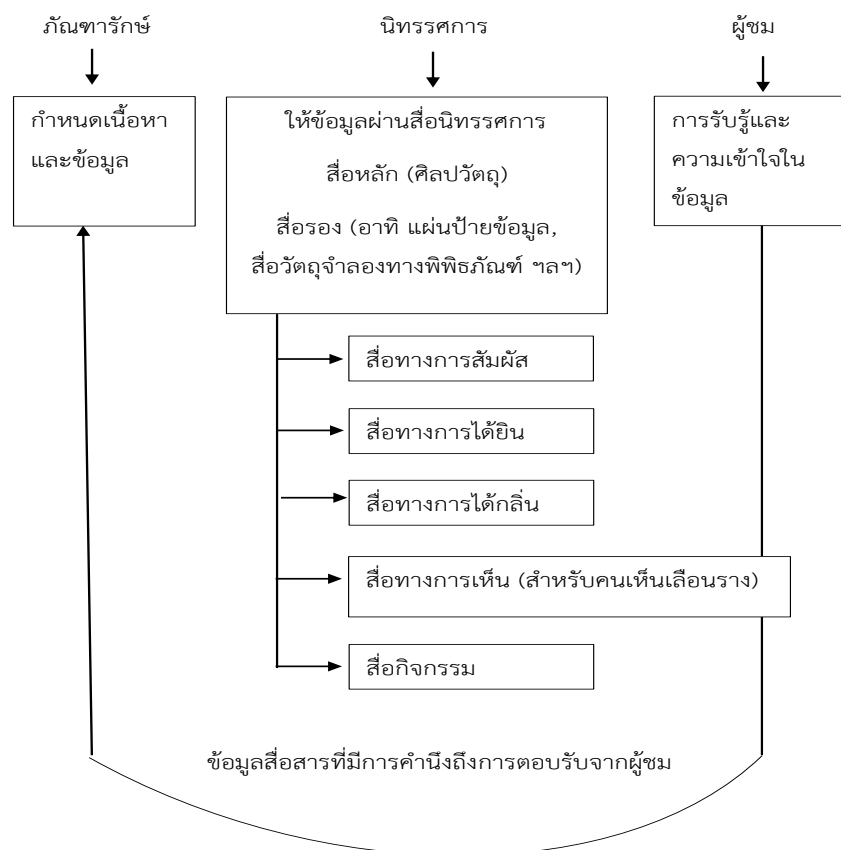 ภัณฑารักษ์
นิทรรศการ
ผู้ชม
กำหนดเนื้อหา
และข้อมูล
ให้ข้อมูลผ่านสื่อนิทรรศการ
สื่อหลัก (ศิลปวัตถุ)
สื่อรอง (อาทิ แผ่นป้ายข้อมูล,
สื่อวัตถุจำลองทางพิพิธภัณฑ์ ฯลฯ)
การรับรู้และ
ความเข้าใจใน
ข้อมูล
สื่อทางการสัมผัส
สื่อทางการได้ยิน
สื่อทางการได้กลิ่น
สื่อทางการเห็น (สำหรับคนเห็นเลือนราง)
สื่อกิจกรรม
ข้อมูลสื่อสารที่มีการคำนึงถึงการตอบรับจากผู้ชม